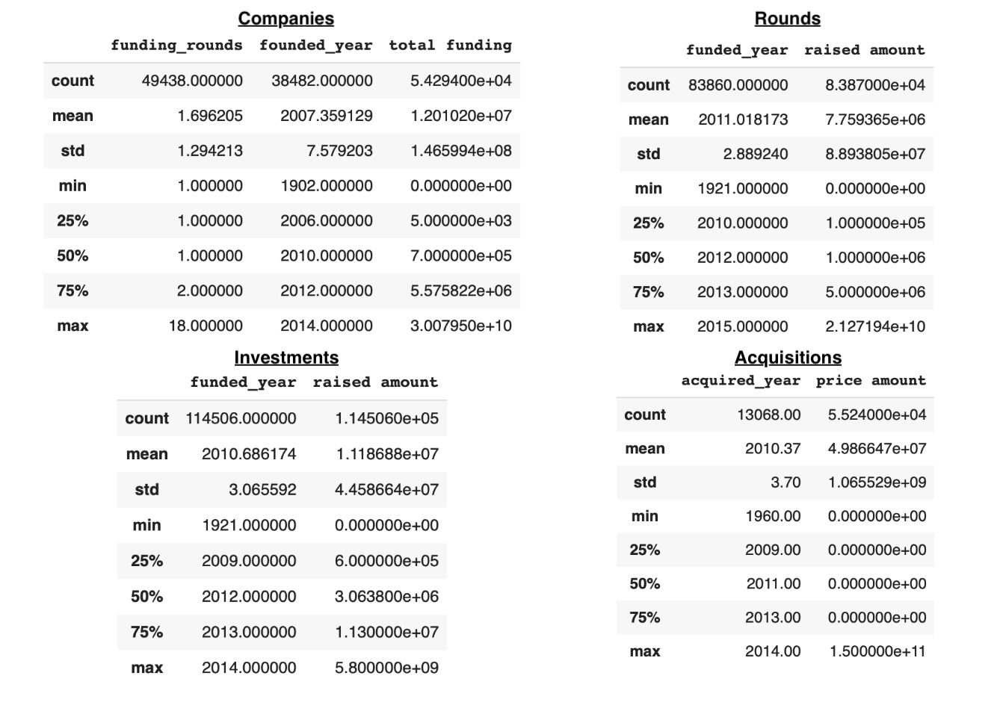 Companies
funding_rounds founded_year total funding
count 49438.000000 38482.000000 5.429400e+04
mean 1.696205 2007.359129 1.201020e+07
std 1.294213 7.579203 1.465994e+08
min 1.000000 1902.000000 0.000000e+00
25% 1.000000 2006.000000 5.000000e+03
50% 1.000000 2010.000000 7.000000e+05
75% 2.000000 2012.000000 5.575822e+06
max 18.000000 2014.000000 3.007950e+10
Rounds
funded_year raised amount
count 83860.000000 8.387000e+04
mean 2011.018173 7.759365e+06
std 2.889240 8.893805e+07
min 1921.000000 0.000000e+00
25% 2010.000000 1.000000e+05
50% 2012.000000 1.000000e+06
75% 2013.000000 5.000000e+06
max 2015.000000 2.127194e+10
Investments
funded_year raised amount
count 114506.000000 1.145060e+05
mean 2010.686174 1.118688e+07
std 3.065592 4.458664e+07
min 1921.000000 0.000000e+00
25% 2009.000000 6.000000e+05
50% 2012.000000 3.063800e+06
75% 2013.000000 1.130000e+07
max 2014.000000 5.800000e+09
Acquisitions
acquired_year price amount
count 13068.00 5.524000e+04
mean 2010.37 4.986647e+07
std 3.70 1.065529e+09
min 1960.00 0.000000e+00
25% 2009.00 0.000000e+00
50% 2011.00 0.000000e+00
75% 2013.00 0.000000e+00
max 2014.00 1.500000e+11